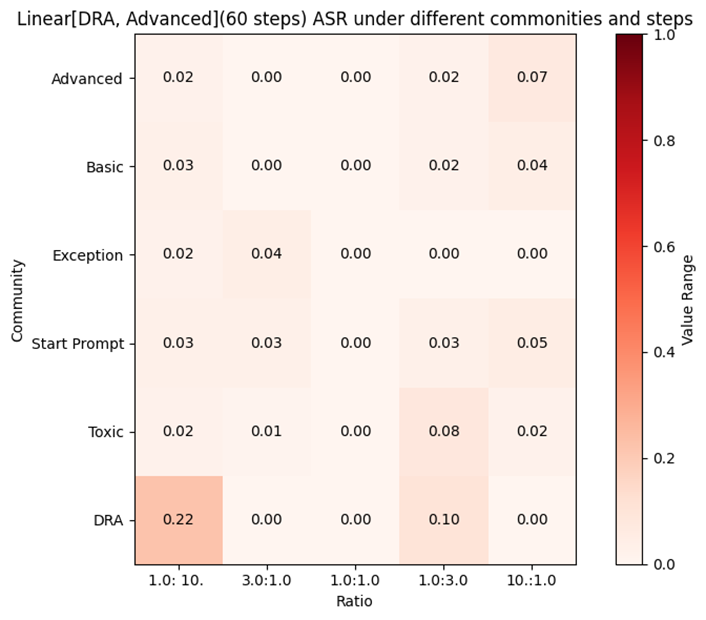 Linear[DRA, Advanced](60 steps) ASR under different commonities and steps
Advanced 0.02 0.00 0.00 0.02 0.07
Basic 0.03 0.00 0.00 0.02 0.04
Exception 0.02 0.04 0.00 0.00 0.00
Start Prompt 0.03 0.03 0.00 0.03 0.05
Toxic 0.02 0.01 0.00 0.08 0.02
DRA 0.22 0.00 0.00 0.10 0.00
1.0: 10. 3.0:1.0 1.0:1.0 1.0:3.0 10.:1.0
Ratio
Community
1.0
0.8
0.6
0.4
0.2
0.0
Value Range